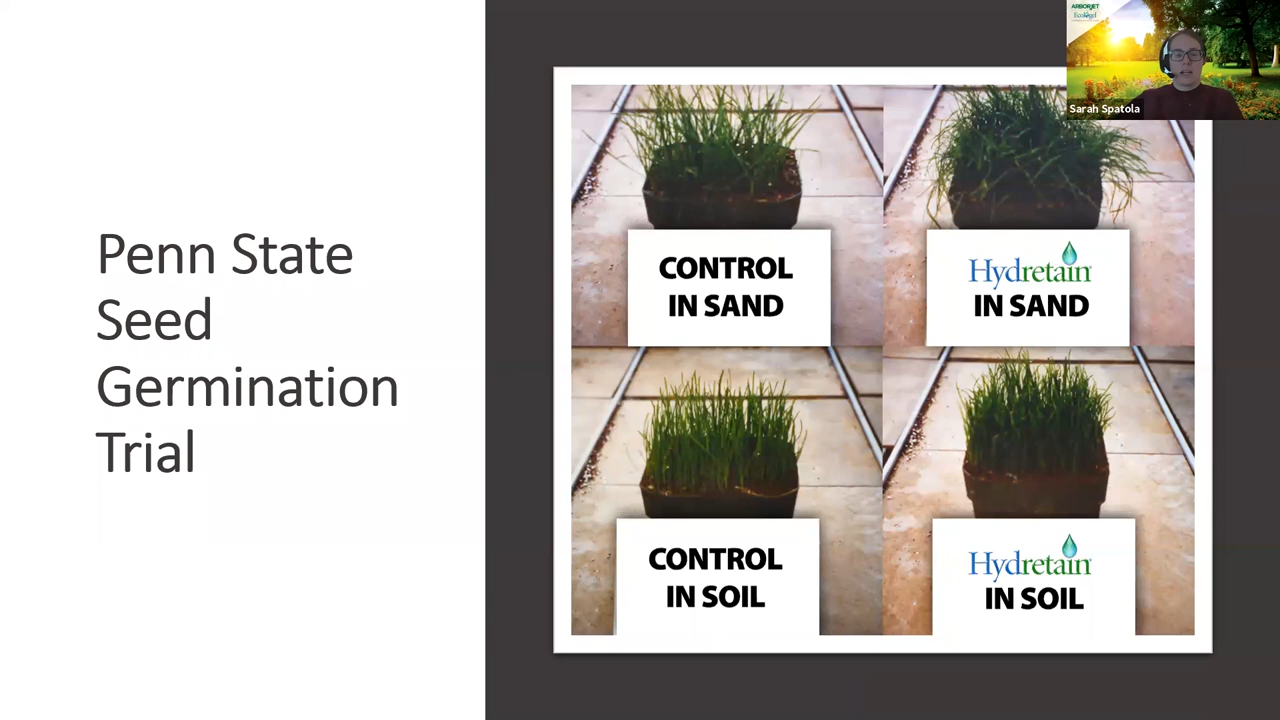 Penn State
Seed
Germination
Trial
CONTROL
IN SAND
Hydretain
IN SAND
CONTROL
IN SOIL
Hydretain
IN SOIL
ARBORJET
Ecologel
Sarah Spatola